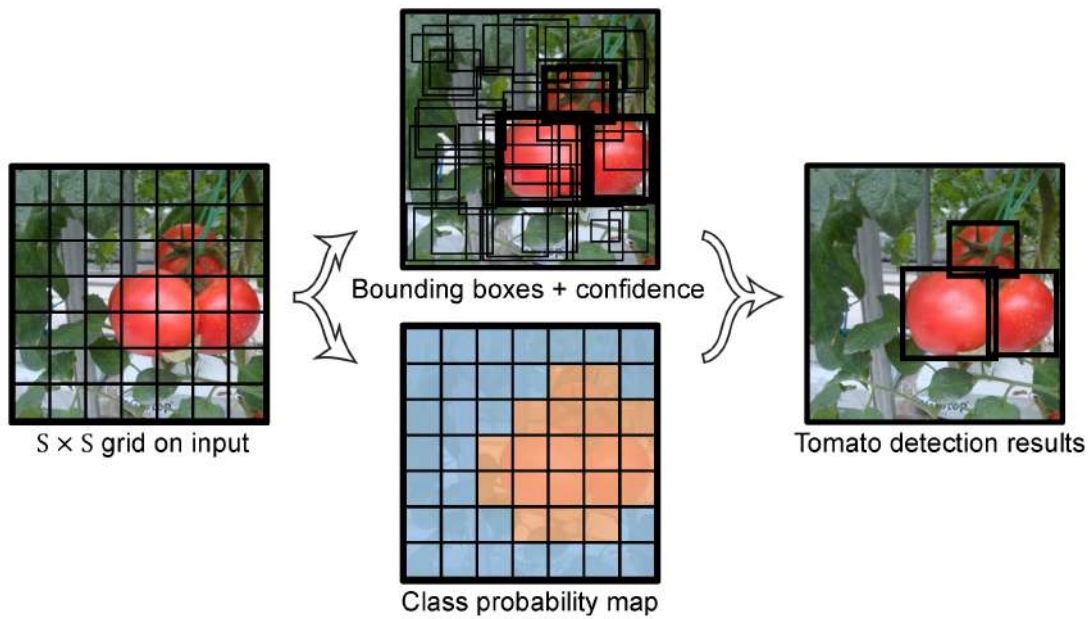 Bounding boxes + confidence
S × S grid on input
Tomato detection results
Class probability map